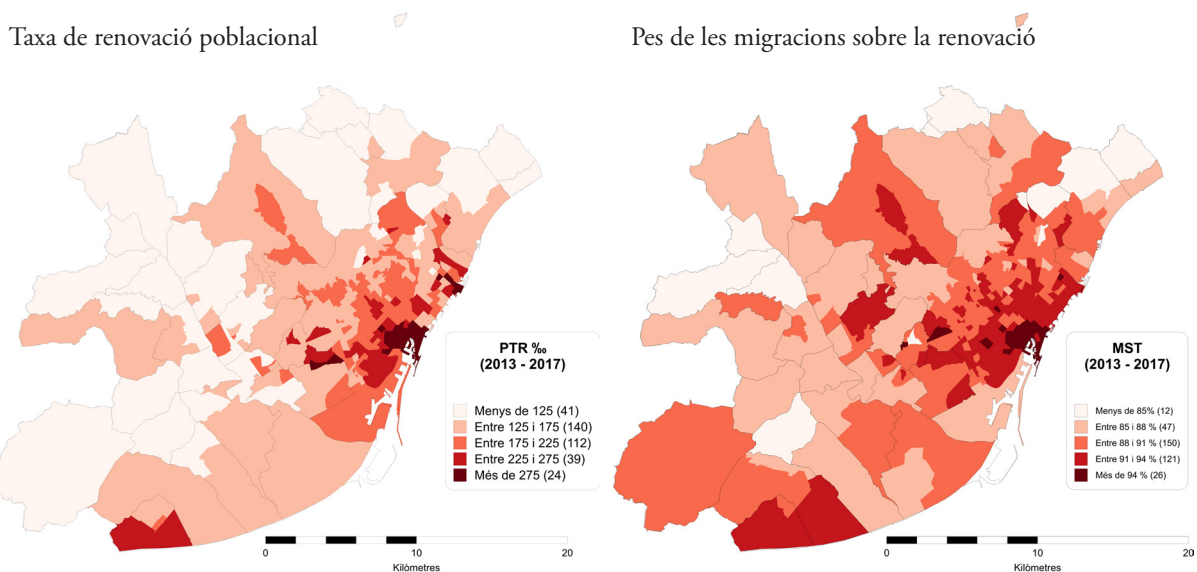 Taxa de renovació poblacional
PTR ‰
(2013 - 2017)
Menys de 125 (41)
Entre 125 i 175 (140)
Entre 175 i 225 (112)
Entre 225 i 275 (39)
Més de 275 (24)
0 10 20
Kilòmetres
Pes de les migracions sobre la renovació
MST
(2013 - 2017)
Menys de 85% (12)
Entre 85 i 88 % (47)
Entre 88 i 91 % (150)
Entre 91 i 94 % (121)
Més de 94 % (26)
0 10 20
Kilòmetres